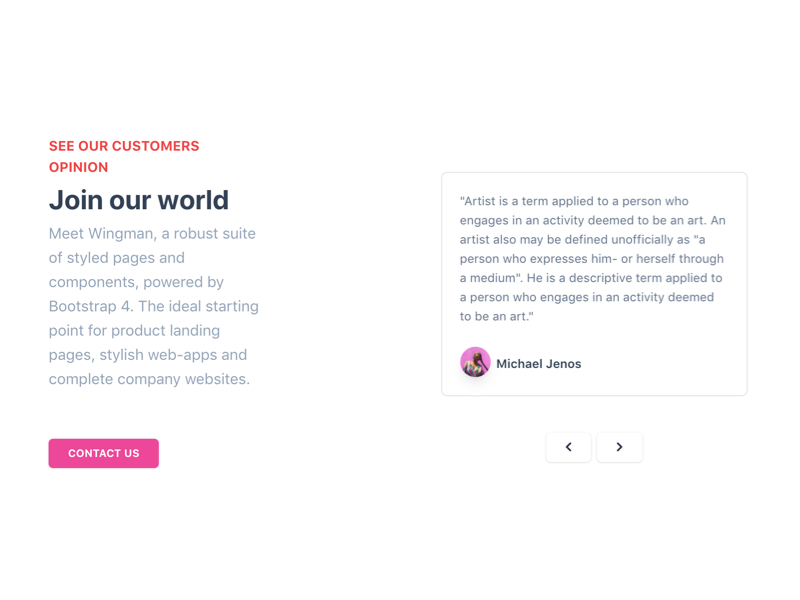 SEE OUR CUSTOMERS
OPINION
Join our world
Meet Wingman, a robust suite
of styled pages and
components, powered by
Bootstrap 4. The ideal starting
point for product landing
pages, stylish web-apps and
complete company websites.
CONTACT US
"Artist is a term applied to a person who
engages in an activity deemed to be an art. An
artist also may be defined unofficially as "a
person who expresses him- or herself through
a medium". He is a descriptive term applied to
a person who engages in an activity deemed
to be an art."
Michael Jenos